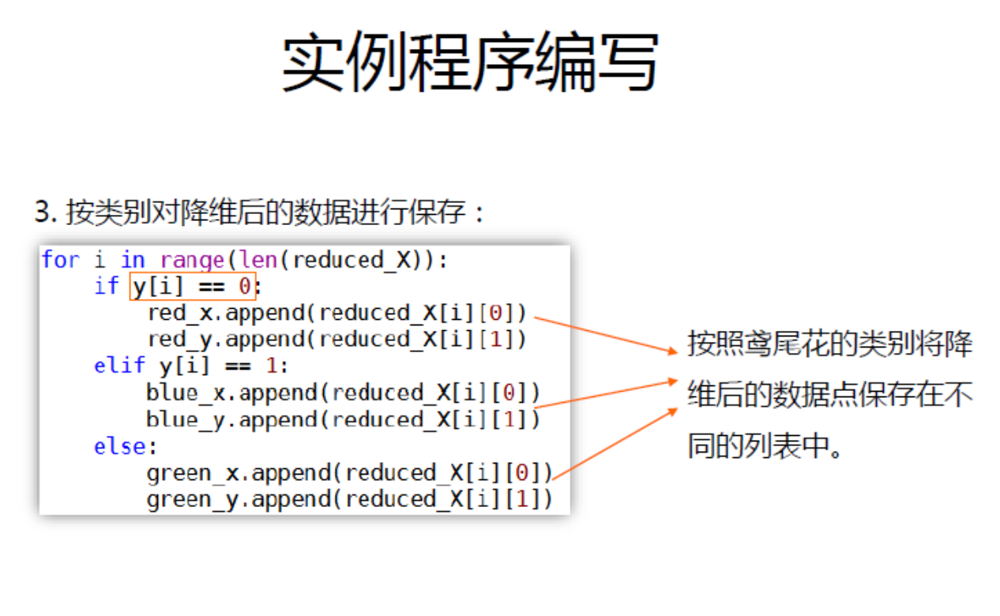 实例程序编写
3. 按类别对降维后的数据进行保存：
for i in range(len(reduced_X)):
    if y[i] == 0:
        red_x.append(reduced_X[i][0])
        red_y.append(reduced_X[i][1])
    elif y[i] == 1:
        blue_x.append(reduced_X[i][0])
        blue_y.append(reduced_X[i][1])
    else:
        green_x.append(reduced_X[i][0])
        green_y.append(reduced_X[i][1])
按照鸢尾花的类别将降
维后的数据点保存在不
同的列表中。